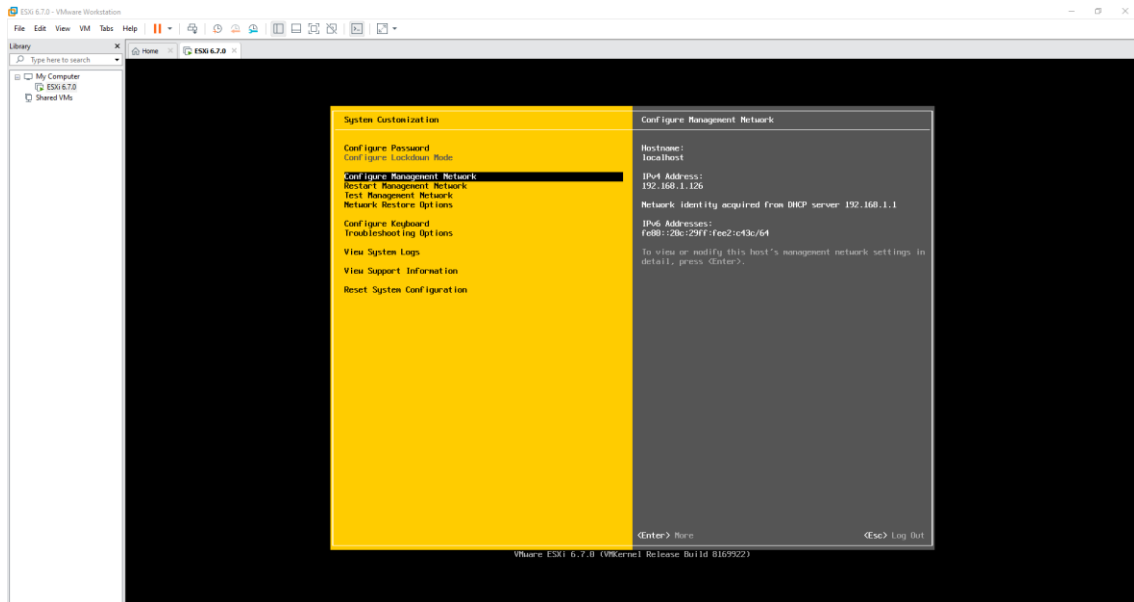 ESXi 6.7.0 - VMware Workstation
File Edit View VM Tabs Help
Library
Type here to search
My Computer
ESXi 6.7.0
Shared VMs
Home
ESXi 6.7.0
System Customization
Configure Password
Configure Lockdown Mode
Configure Management Network
Restart Management Network
Test Management Network
Network Restore Options
Configure Keyboard
Troubleshooting Options
View System Logs
View Support Information
Reset System Configuration
Configure Management Network
Hostname:
localhost
IPv4 Address:
192.168.1.126
Network identity acquired from DHCP server 192.168.1.1
IPv6 Addresses:
fe80::20c:29ff:fee2:c43c/64
To view or modify this host's management network settings in
detail, press <Enter>.
<Enter> More
<Esc> Log Out
VMware ESXi 6.7.0 (VMKernel Release Build 8169922)